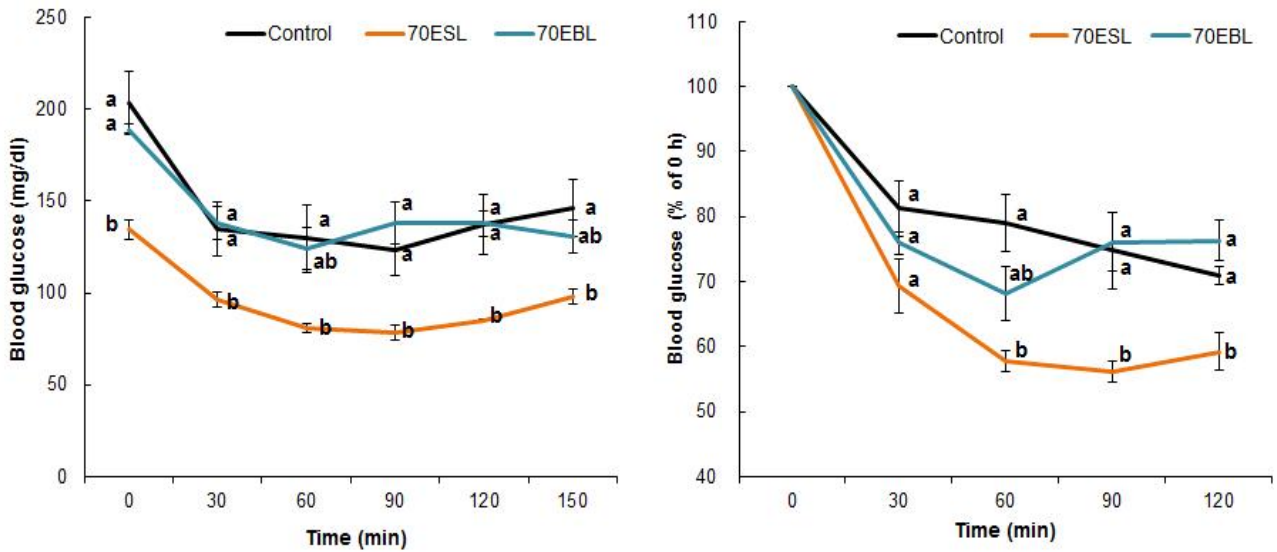 Control 70ESL 70EBL
Blood glucose (mg/dl)
250
200
150
100
50
0
a
a
b
a
a
b
a
ab
b
a
a
b
a
a
b
a
ab
b
0 30 60 90 120 150
Time (min)
Control 70ESL 70EBL
Blood glucose (% of 0 h)
110
100
90
80
70
60
50
40
a
a
a
a
ab
b
a
a
b
a
a
b
0 30 60 90 120
Time (min)